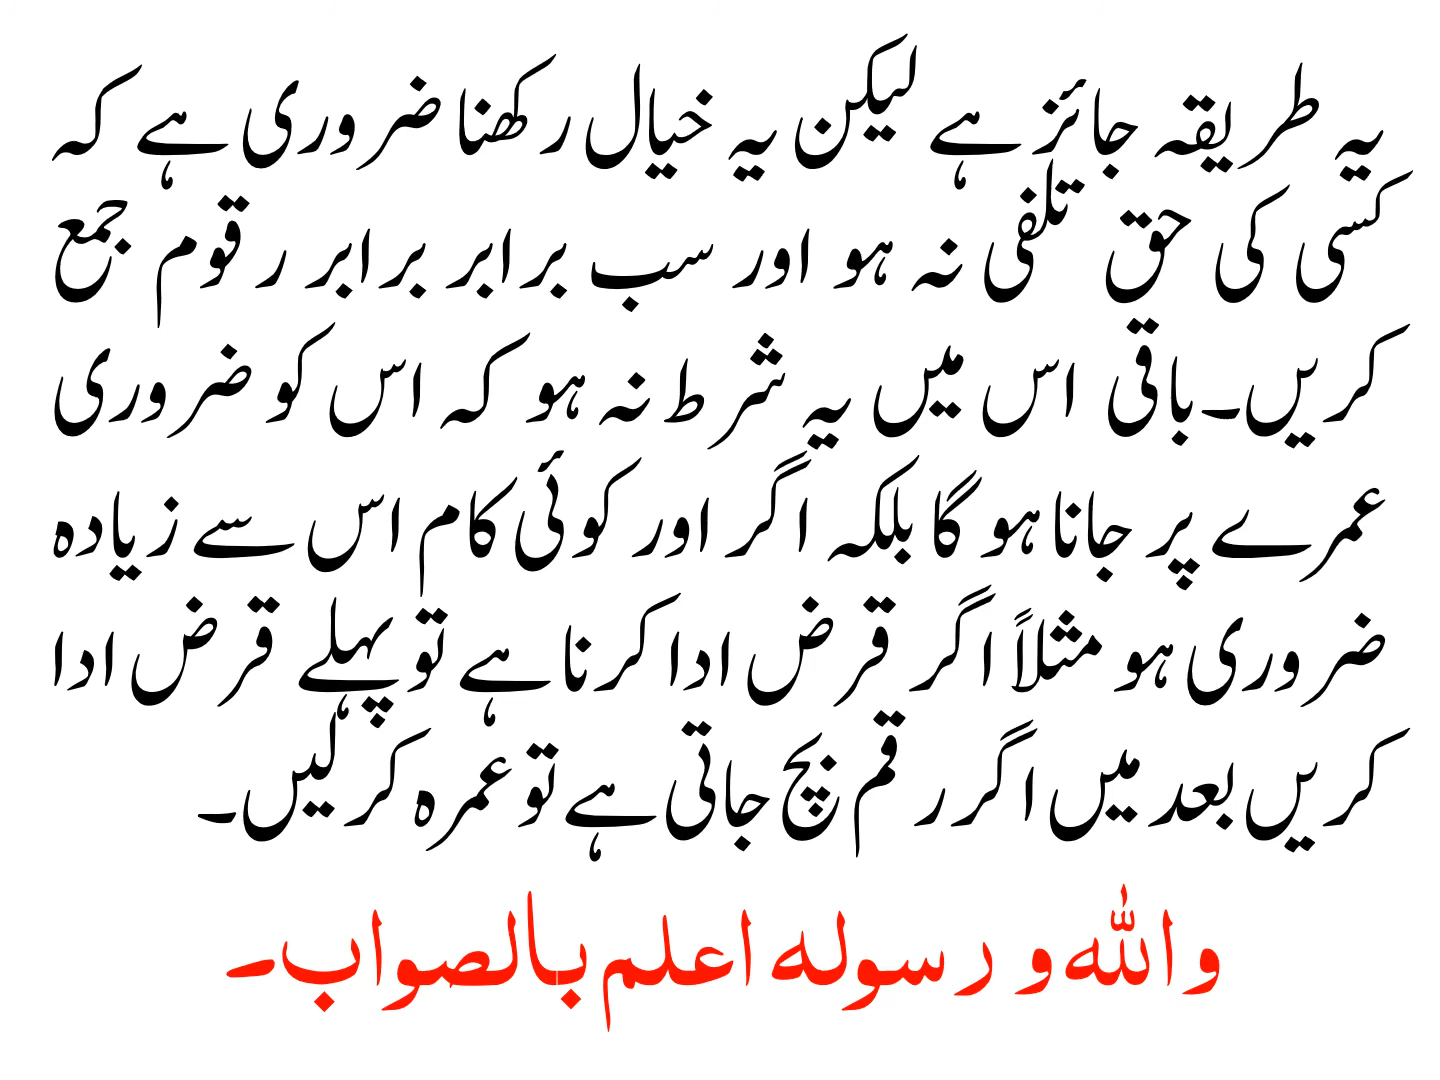 یہ طریقہ جائز ہے لیکن یہ خیال رکھنا ضروری ہے کہ
کسی کی حق تلفی نہ ہو اور سب برابر برابر رقوم جمع
کریں۔باقی اس میں یہ شرط نہ ہو کہ اس کو ضروری
عمرے پر جانا ہو گا بلکہ اگر اور کوئی کام اس سے زیادہ
ضروری ہو مثلاً اگر قرض ادا کرنا ہے تو پہلے قرض ادا
کریں بعد میں اگر رقم بچ جاتی ہے تو عمرہ کر لیں۔
واللہ و رسولہ اعلم بالصواب۔